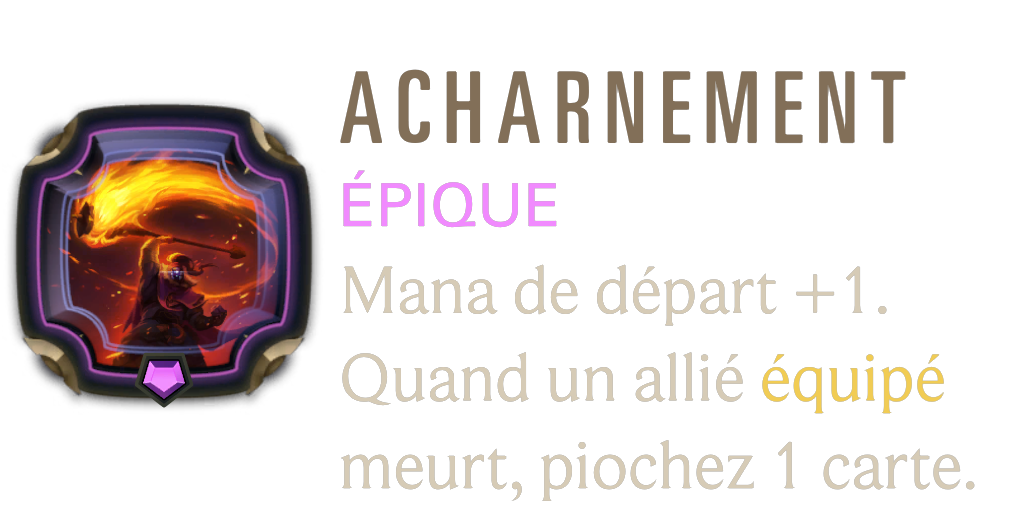 ACHARNEMENT
ÉPIQUE
Mana de départ +1.
Quand un allié équipé
meurt, piochez 1 carte.